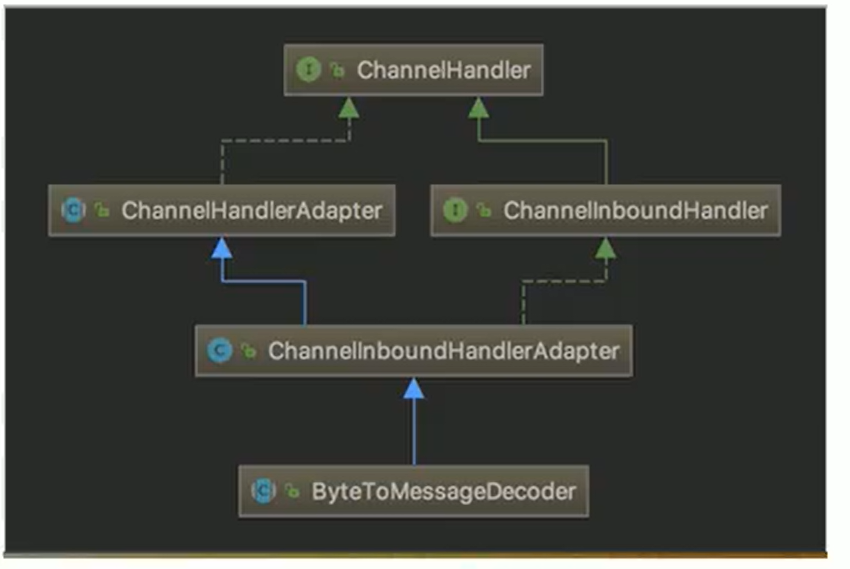 ChannelHandler
ChannelHandlerAdapter
ChannelInboundHandler
ChannelInboundHandlerAdapter
ByteToMessageDecoder